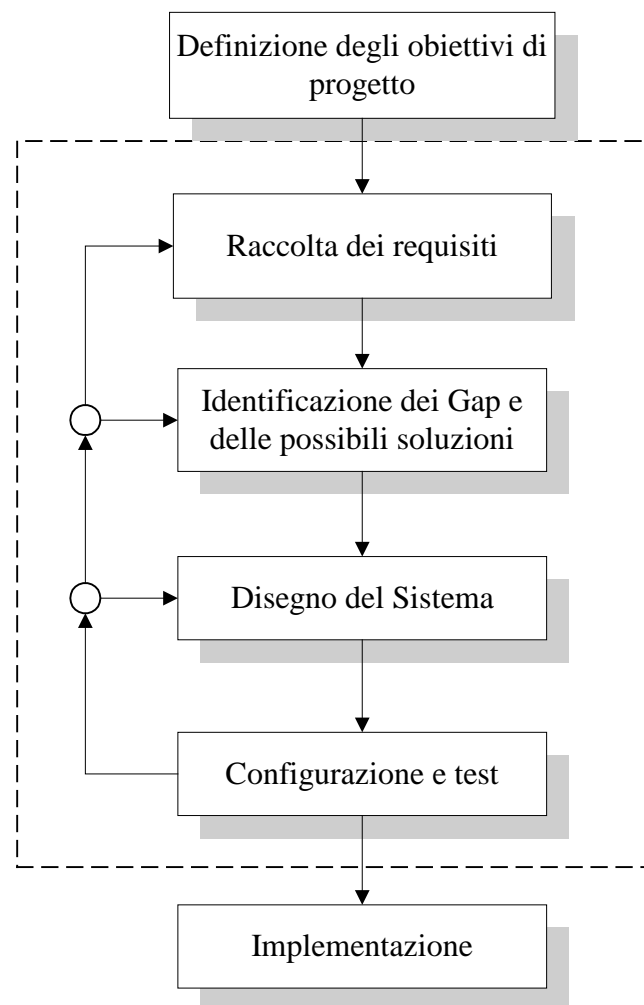 Definizione degli obiettivi di
progetto
Raccolta dei requisiti
Identificazione dei Gap e
delle possibili soluzioni
Disegno del Sistema
Configurazione e test
Implementazione